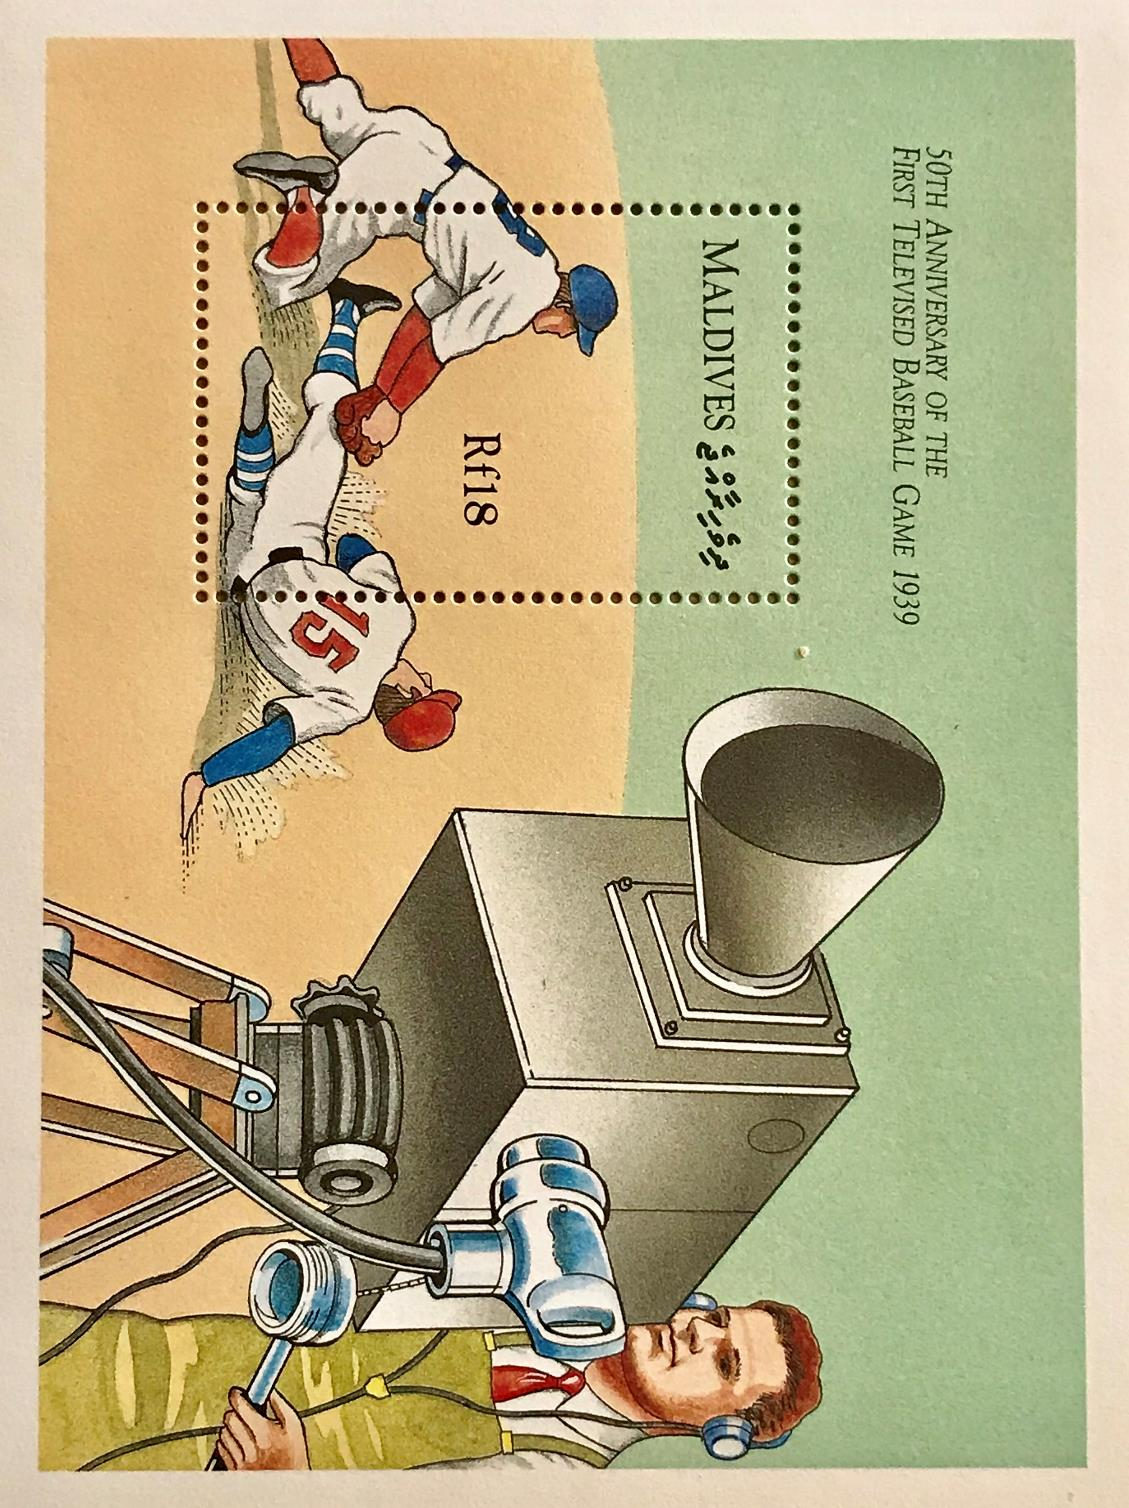 50TH ANNIVERSARY OF THE
FIRST TELEVISED BASEBALL GAME 1939
MALDIVES ދިވެހިރާއްޖެ
Rf18
15